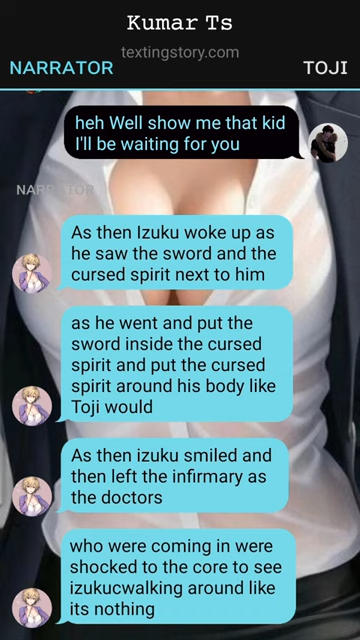 Kumar Ts
textingstory.com
NARRATOR
TOJI
heh Well show me that kid
I'll be waiting for you
NARRATOR
As then Izuku woke up as
he saw the sword and the
cursed spirit next to him
as he went and put the
sword inside the cursed
spirit and put the cursed
spirit around his body like
Toji would
As then izuku smiled and
then left the infirmary as
the doctors
who were coming in were
shocked to the core to see
izukucwalking around like
its nothing